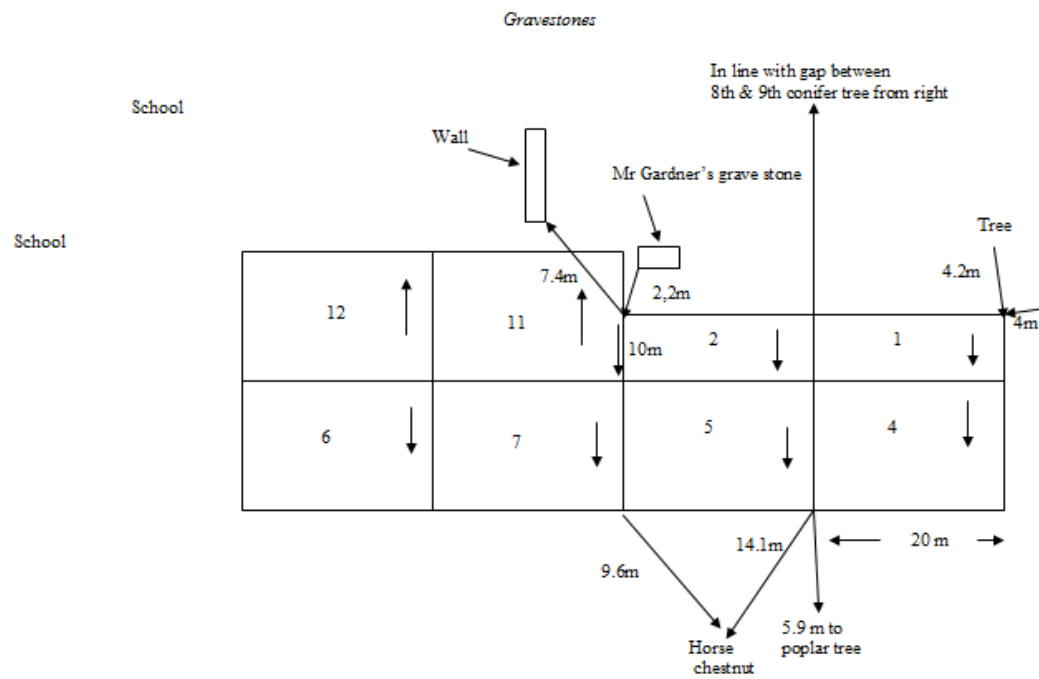 Gravestones
In line with gap between
8th & 9th conifer tree from right
School
Wall
Mr Gardner’s grave stone
School
Tree
7.4m
4.2m
2,2m
12
11
10m
2
1
4m
6
7
5
4
14.1m
20 m
9.6m
Horse
chestnut
5.9 m to
poplar tree